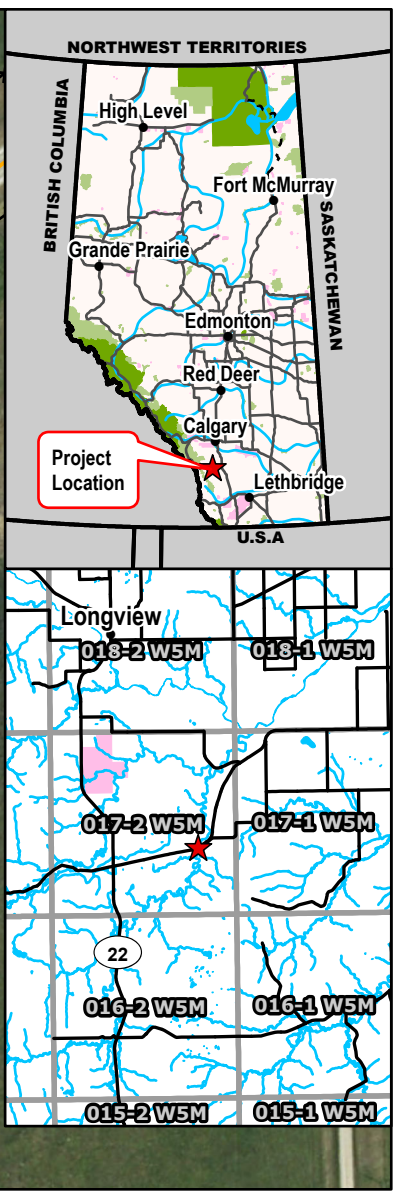 NORTHWEST TERRITORIES
BRITISH COLUMBIA
High Level
Fort McMurray
SASKATCHEWAN
Grande Prairie
Edmonton
Red Deer
Calgary
Project
Location
Lethbridge
U.S.A
Longview
018-2 W5M
018-1 W5M
017-2 W5M
017-1 W5M
22
016-2 W5M
016-1 W5M
015-2 W5M
015-1 W5M